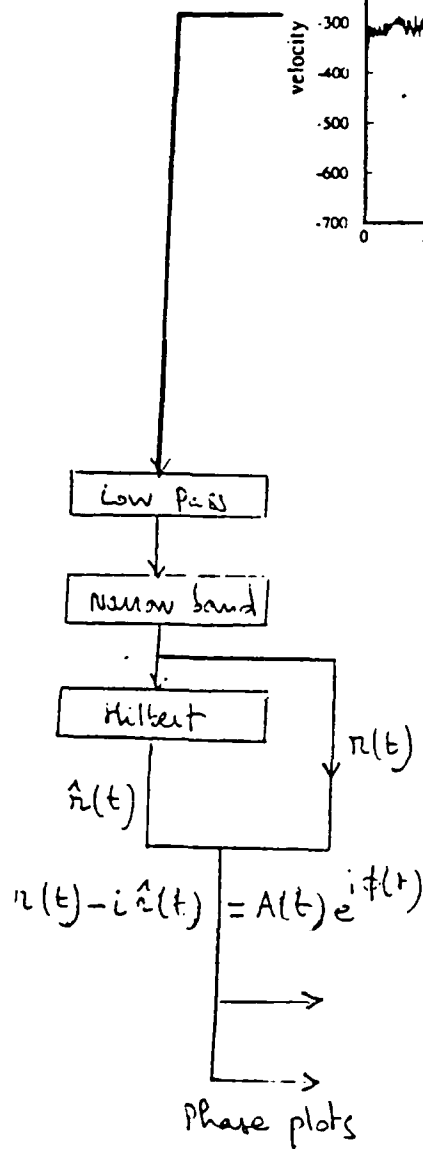 -300
velocity
-400
-500
-600
-700
0
Low Pass
Narrow band
Hilbert
r(t)
r̂(t)
r(t) - i r̂(t) = A(t) e^{iϕ(t)}
Phase plots